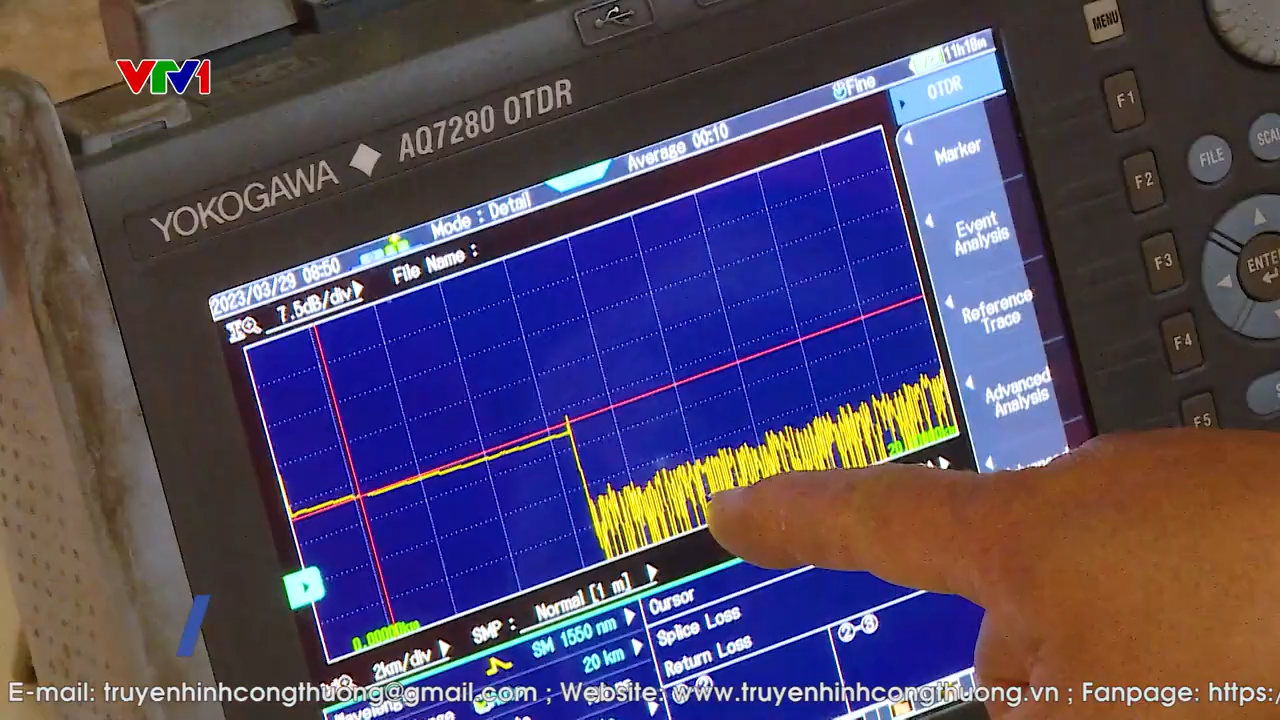 VTV1
YOKOGAWA ◆ AQ7280 OTDR
MENU
F1
F2
F3
F4
F5
FILE
ENTER
2023/03/29 08:50
Mode : Detail
Average 00:10
Fine
11h18m
7.5dB/div
File Name :
OTDR
Marker
Event
Analysis
Reference
Trace
Advanced
Analysis
0.00000km
2km/div
SMP :
Normal [1 m]
SM 1550 nm
20 km
Cursor
Splice Loss
Return Loss
②-③
E-mail: truyenhinhcongthuong@gmail.com ; Website: www.truyenhinhcongthuong.vn ; Fanpage: https:/